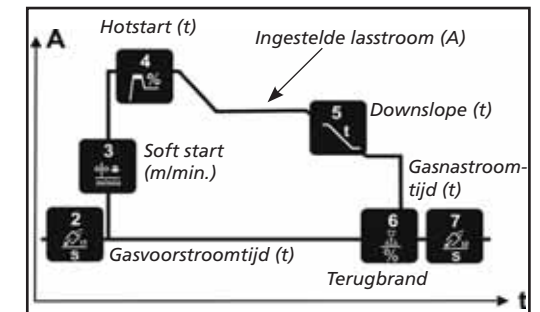 A
Hotstart (t)
4
%
Ingestelde lasstroom (A)
5
t
Downslope (t)
3
Soft start
(m/min.)
Gasnastroom-
tijd (t)
2
s
Gasvoorstroomtijd (t)
6
%
7
s
Terugbrand
t